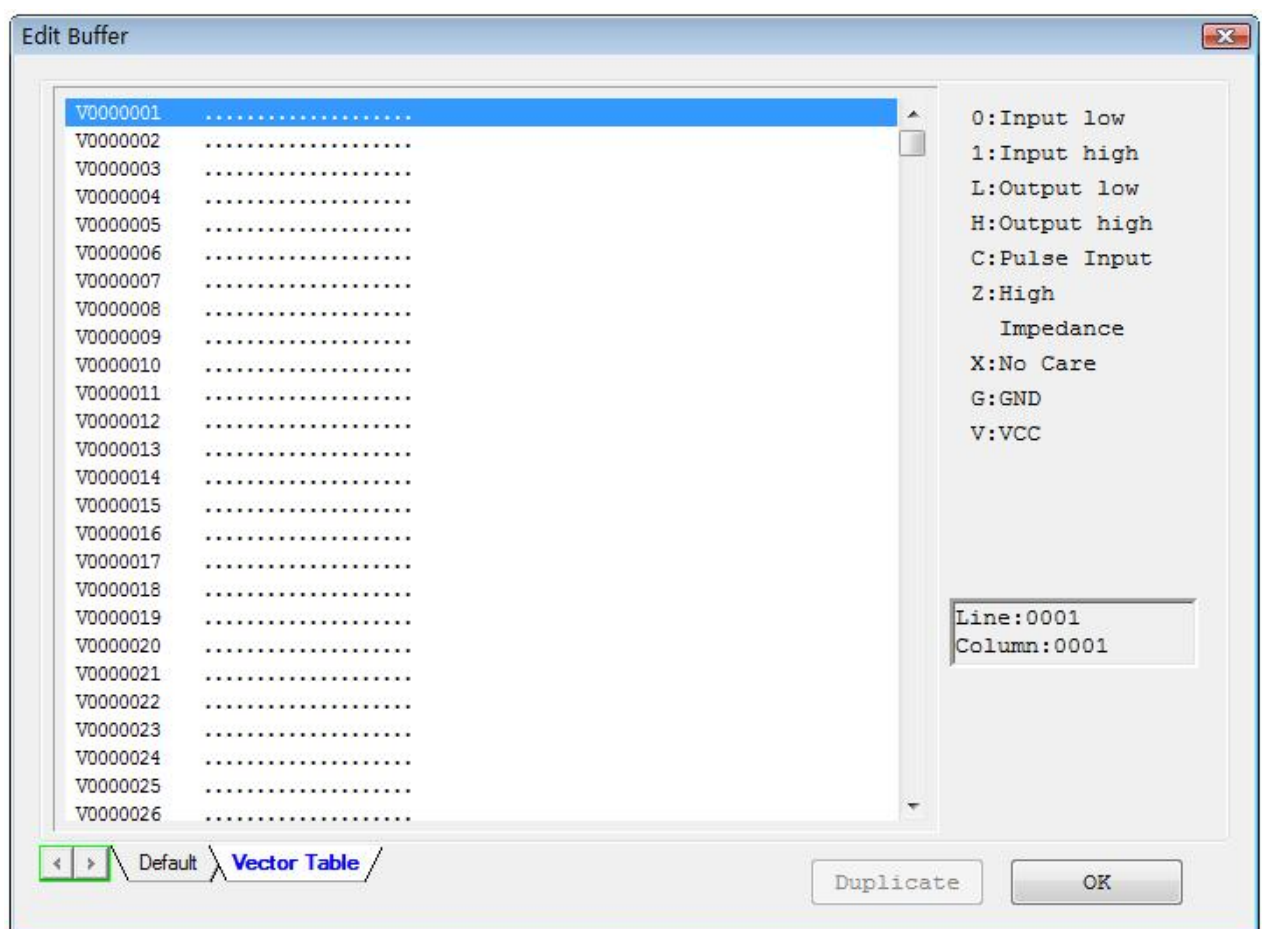 Edit Buffer
V0000001 ....................
V0000002 ....................
V0000003 ....................
V0000004 ....................
V0000005 ....................
V0000006 ....................
V0000007 ....................
V0000008 ....................
V0000009 ....................
V0000010 ....................
V0000011 ....................
V0000012 ....................
V0000013 ....................
V0000014 ....................
V0000015 ....................
V0000016 ....................
V0000017 ....................
V0000018 ....................
V0000019 ....................
V0000020 ....................
V0000021 ....................
V0000022 ....................
V0000023 ....................
V0000024 ....................
V0000025 ....................
V0000026 ....................
0:Input low
1:Input high
L:Output low
H:Output high
C:Pulse Input
Z:High
Impedance
X:No Care
G:GND
V:VCC
Line:0001
Column:0001
< > Default Vector Table
Duplicate OK